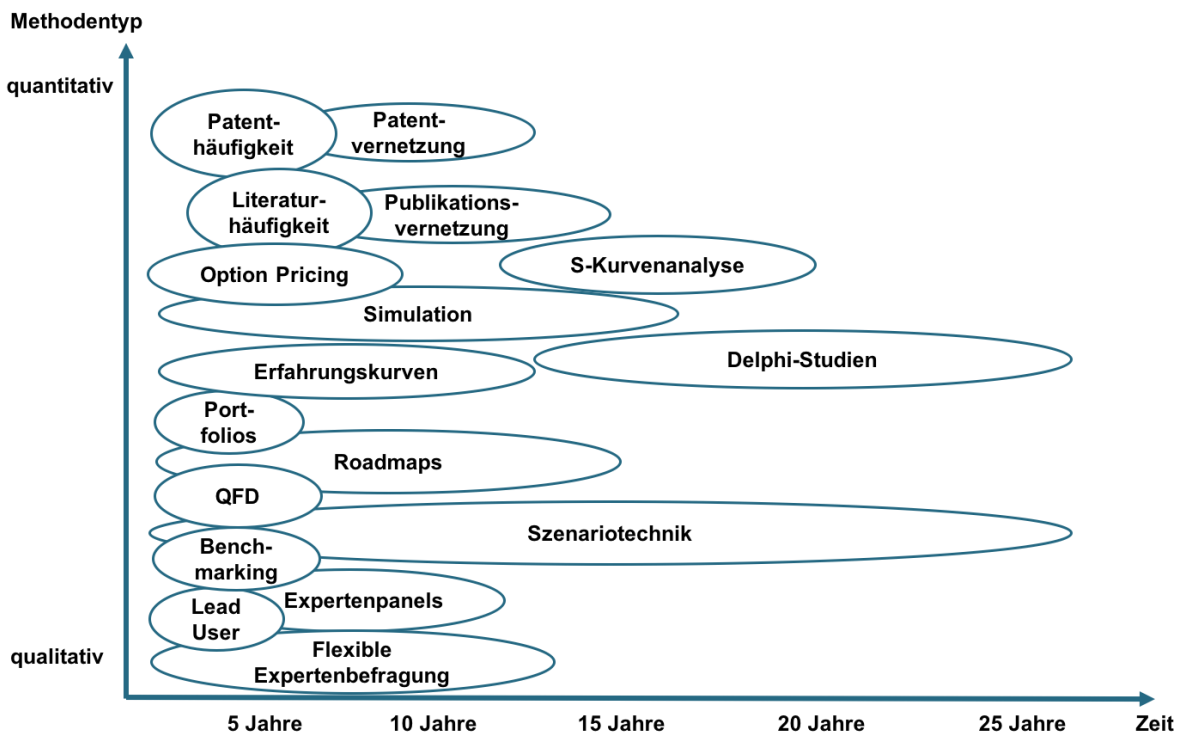 Methodentyp
quantitativ
Patent-
häufigkeit
Patent-
vernetzung
Literatur-
häufigkeit
Publikations-
vernetzung
Option Pricing
S-Kurvenanalyse
Simulation
Delphi-Studien
Erfahrungskurven
Port-
folios
Roadmaps
QFD
Szenariotechnik
Bench-
marking
Expertenpanels
Lead
User
Flexible
Expertenbefragung
qualitativ
5 Jahre
10 Jahre
15 Jahre
20 Jahre
25 Jahre
Zeit